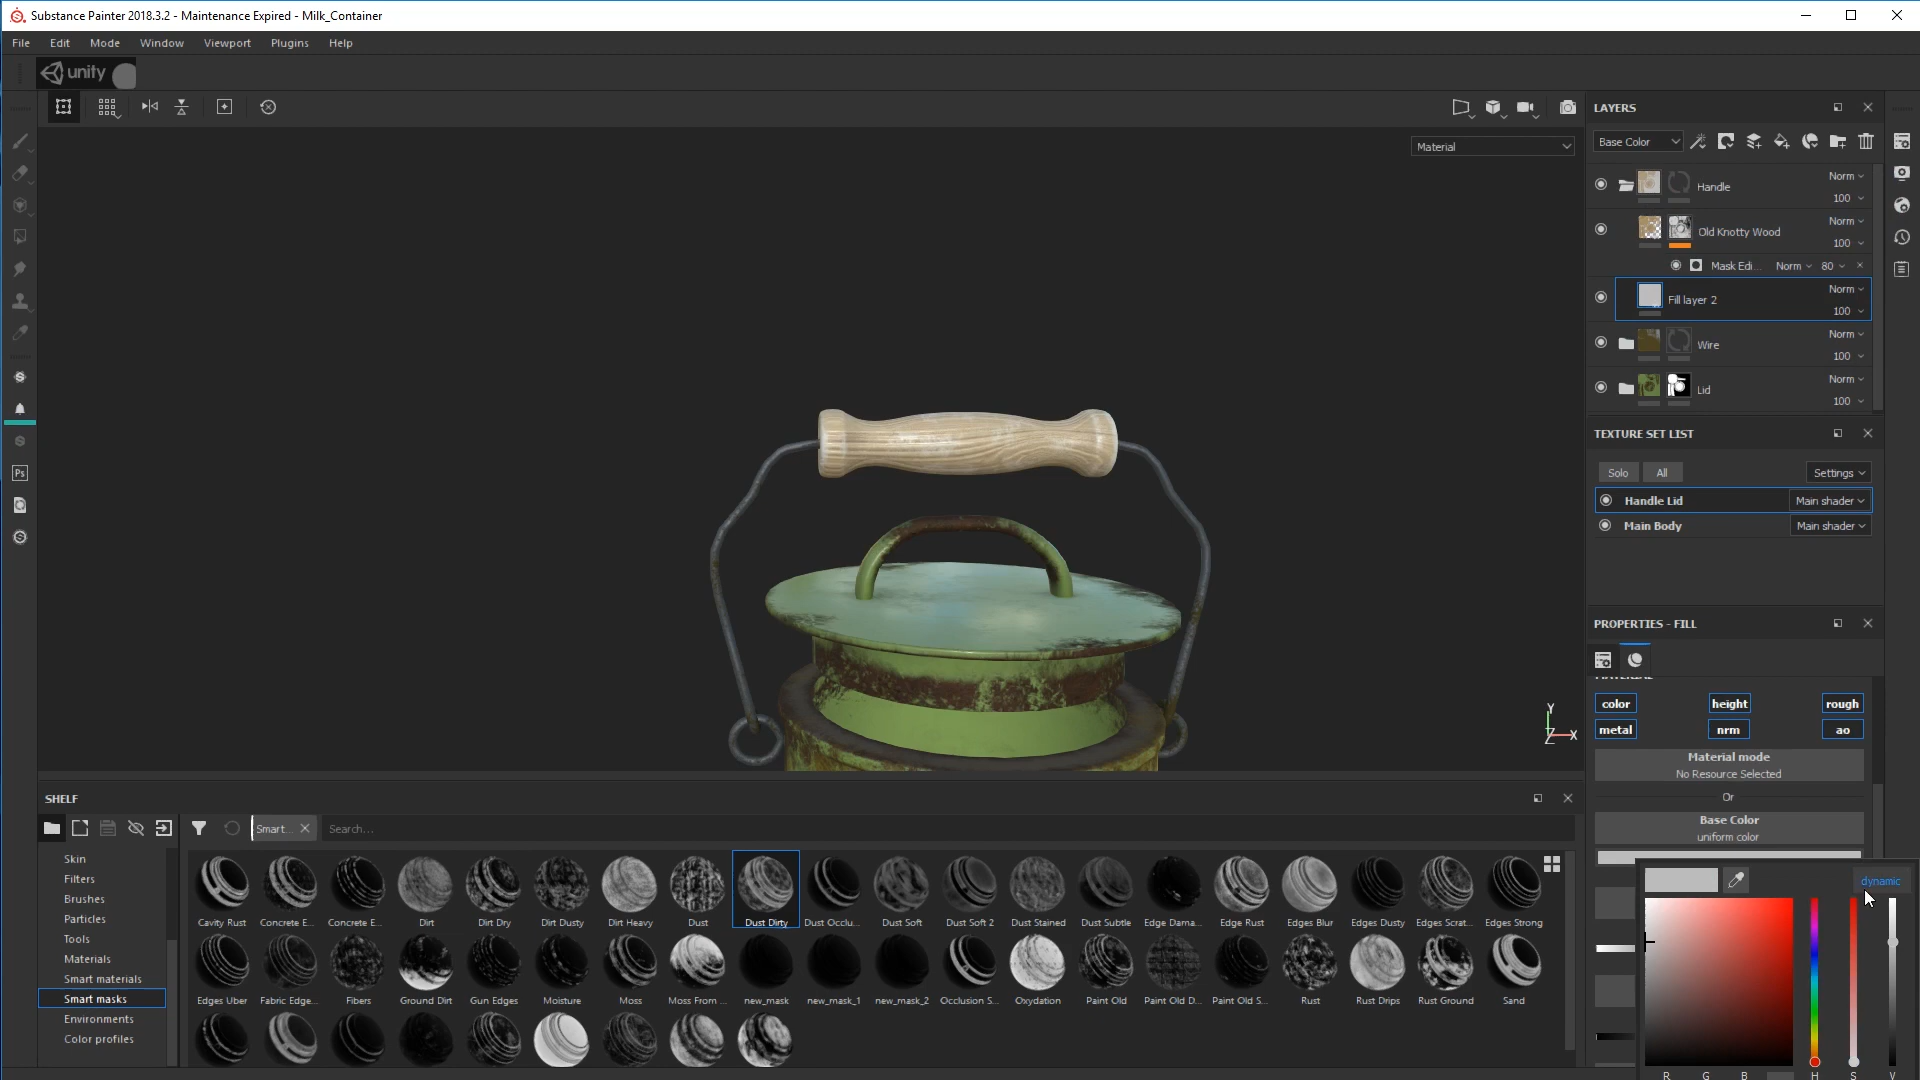 Substance Painter 2018.3.2 - Maintenance Expired - Milk_Container
File Edit Mode Window Viewport Plugins Help
unity
Material
LAYERS
Base Color
Handle Norm 100
Old Knotty Wood Norm 100
Mask Edi... Norm 80
Fill layer 2 Norm 100
Wire Norm 100
Lid Norm 100
TEXTURE SET LIST
Solo All Settings
Handle Lid Main shader
Main Body Main shader
PROPERTIES - FILL
color height rough
metal nrm ao
Material mode
No Resource Selected
Or
Base Color
uniform color
dynamic
R G B H S V
Y
Z X
Ps
SHELF
Smart... Search...
Skin
Filters
Brushes
Particles
Tools
Materials
Smart materials
Smart masks
Environments
Color profiles
Cavity Rust Concrete E... Concrete E... Dirt Dirt Dry Dirt Dusty Dirt Heavy Dust Dust Dirty Dust Occlu... Dust Soft Dust Soft 2 Dust Stained Dust Subtle Edge Dama... Edge Rust Edges Blur Edges Dusty Edges Scrat... Edges Strong
Edges Uber Fabric Edge... Fibers Ground Dirt Gun Edges Moisture Moss Moss From ... new_mask new_mask_1 new_mask_2 Occlusion S... Oxydation Paint Old Paint Old D... Paint Old S... Rust Rust Drips Rust Ground Sand